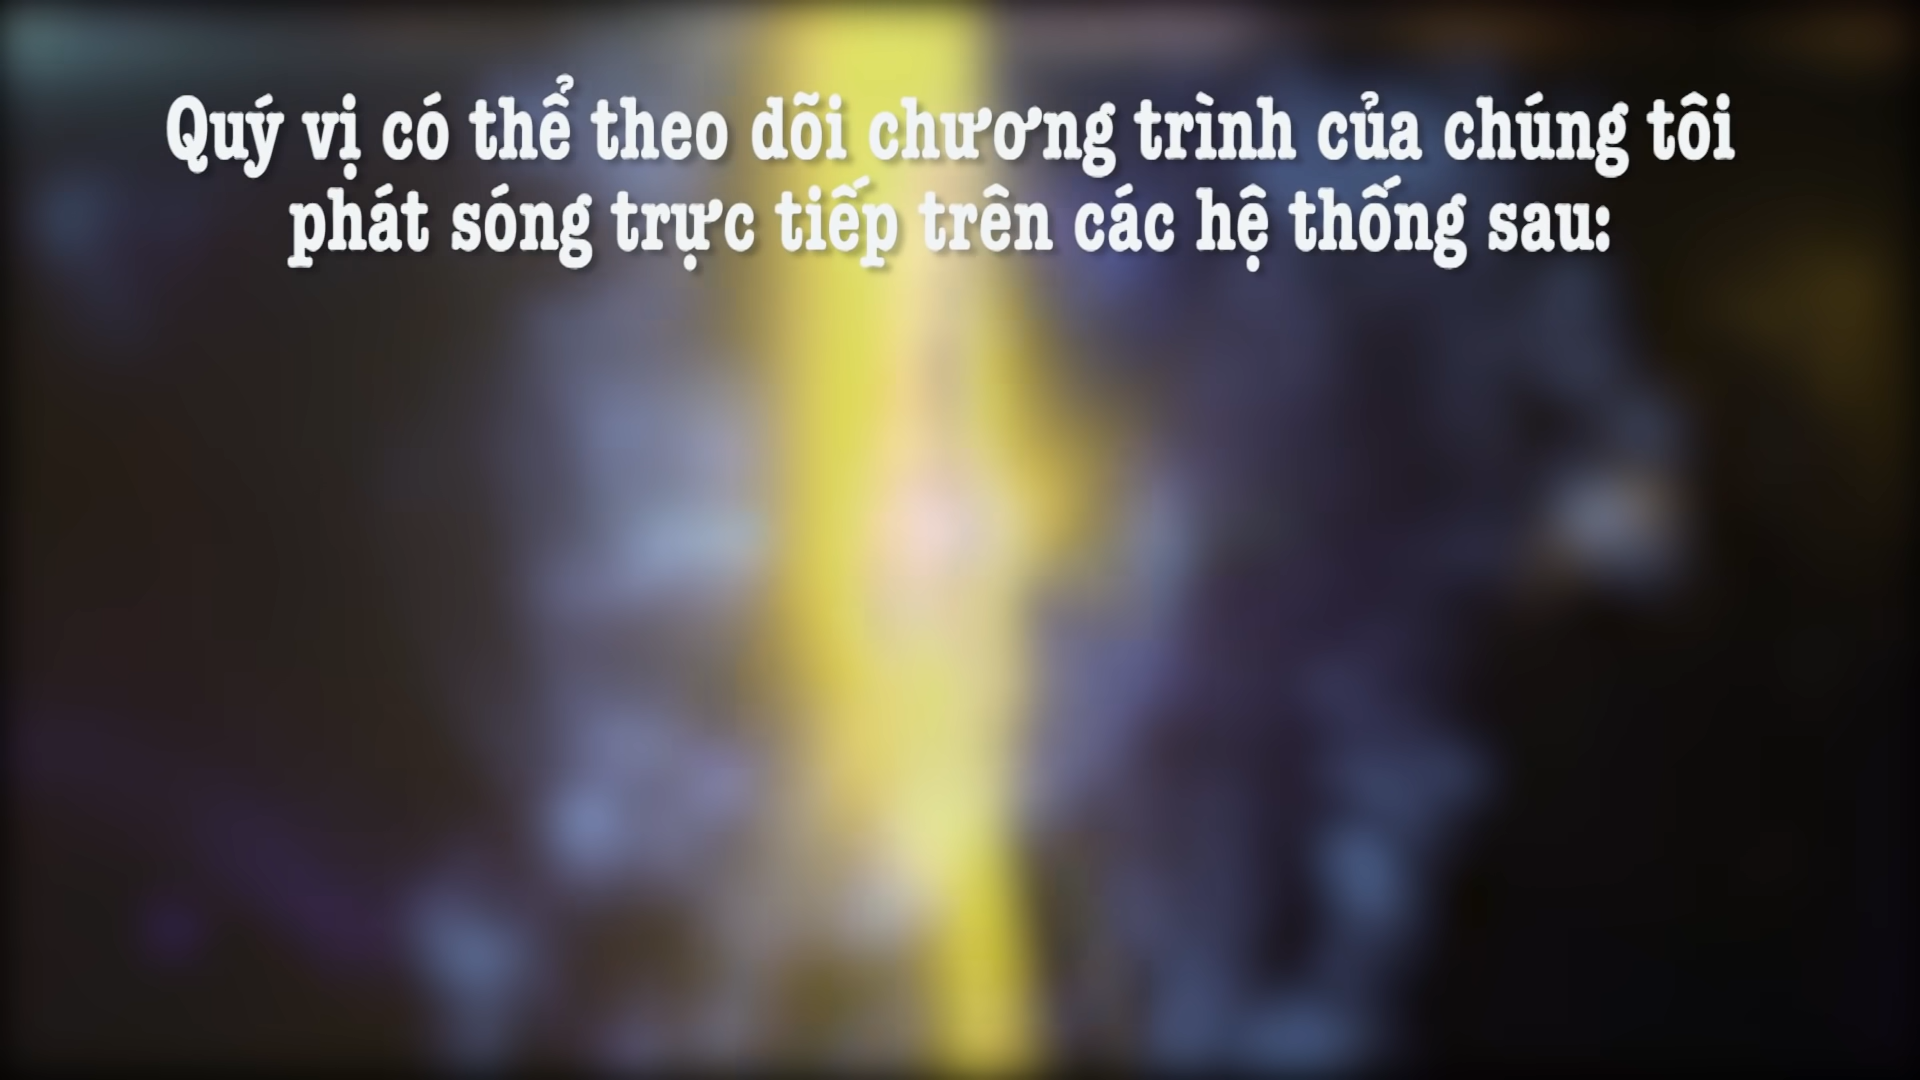 Quý vị có thể theo dõi chương trình của chúng tôi
phát sóng trực tiếp trên các hệ thống sau: